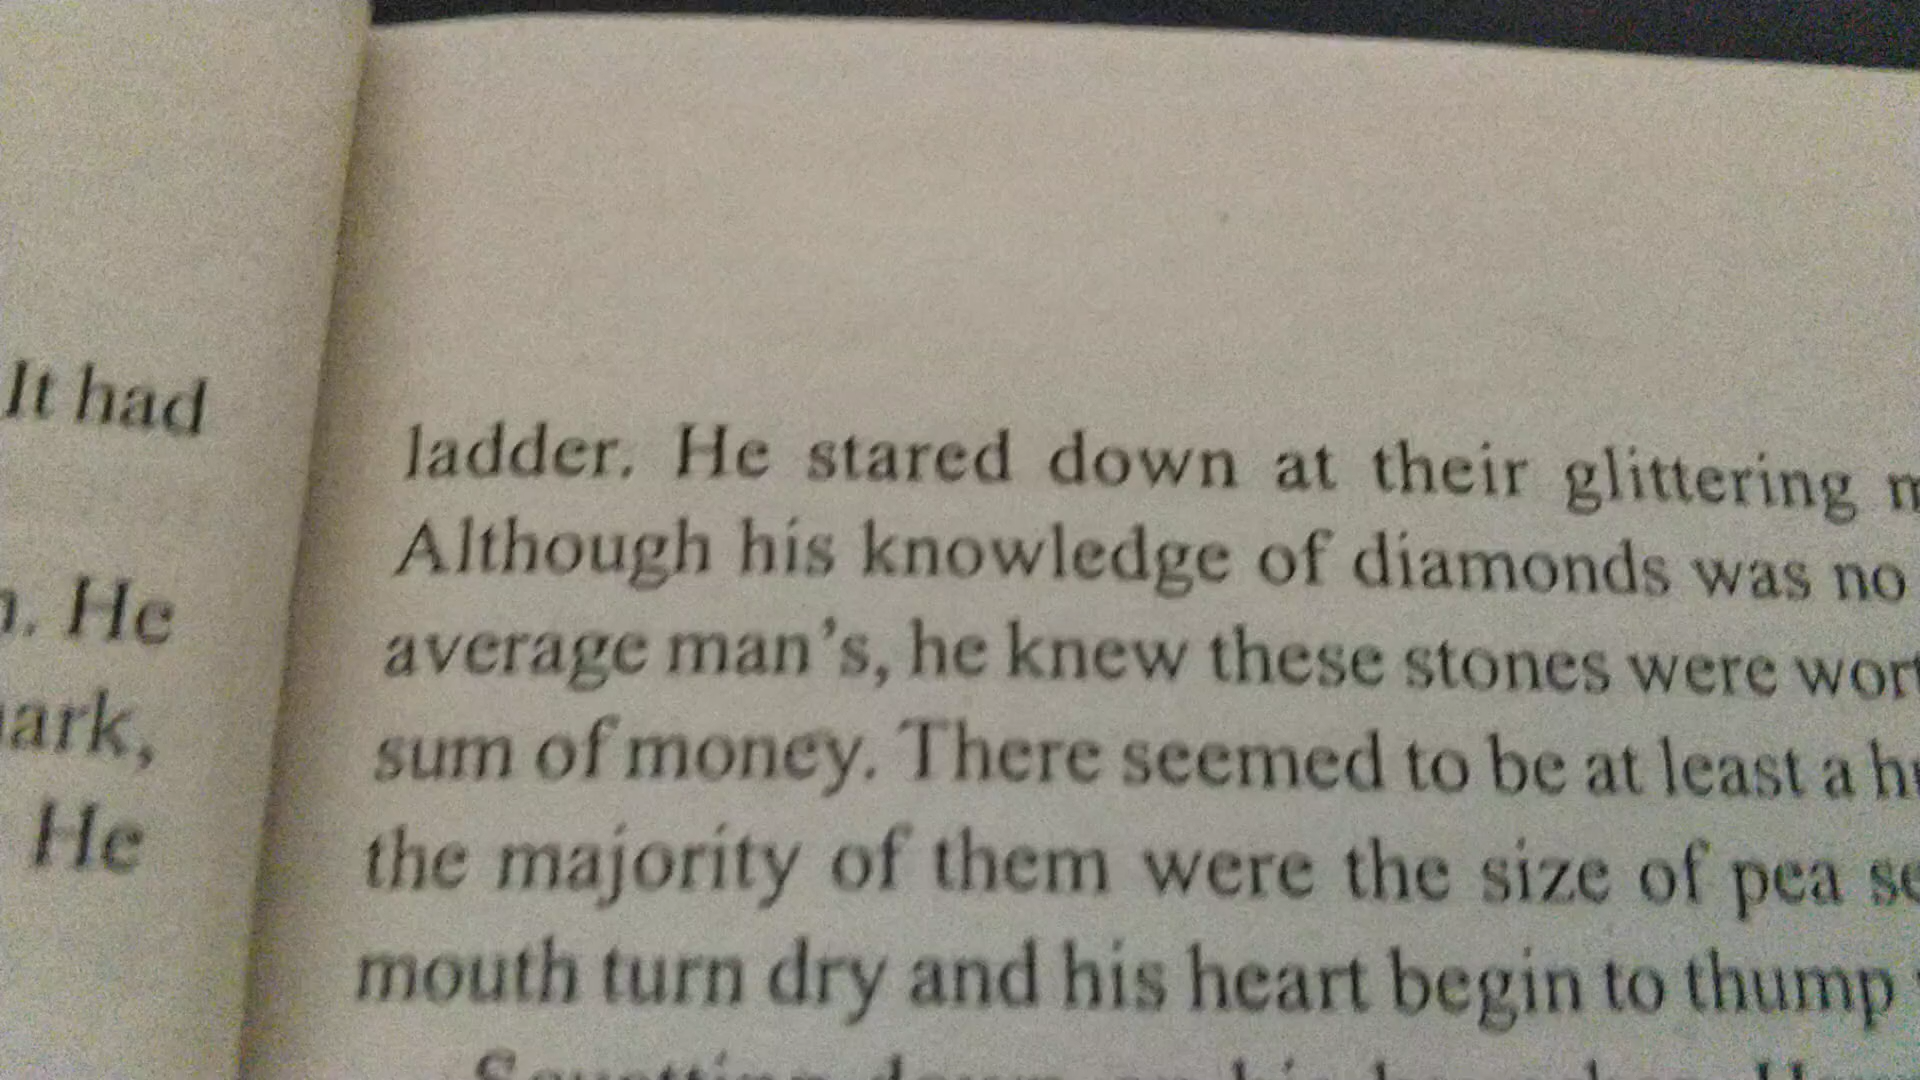 It had
He
He
ladder. He stared down at their glittering
Although his knowledge of diamonds was no
average man's, he knew these stones were
sum of money. There seemed to be at least a
the majority of them were the size of pea
mouth turn dry and his heart begin to thump